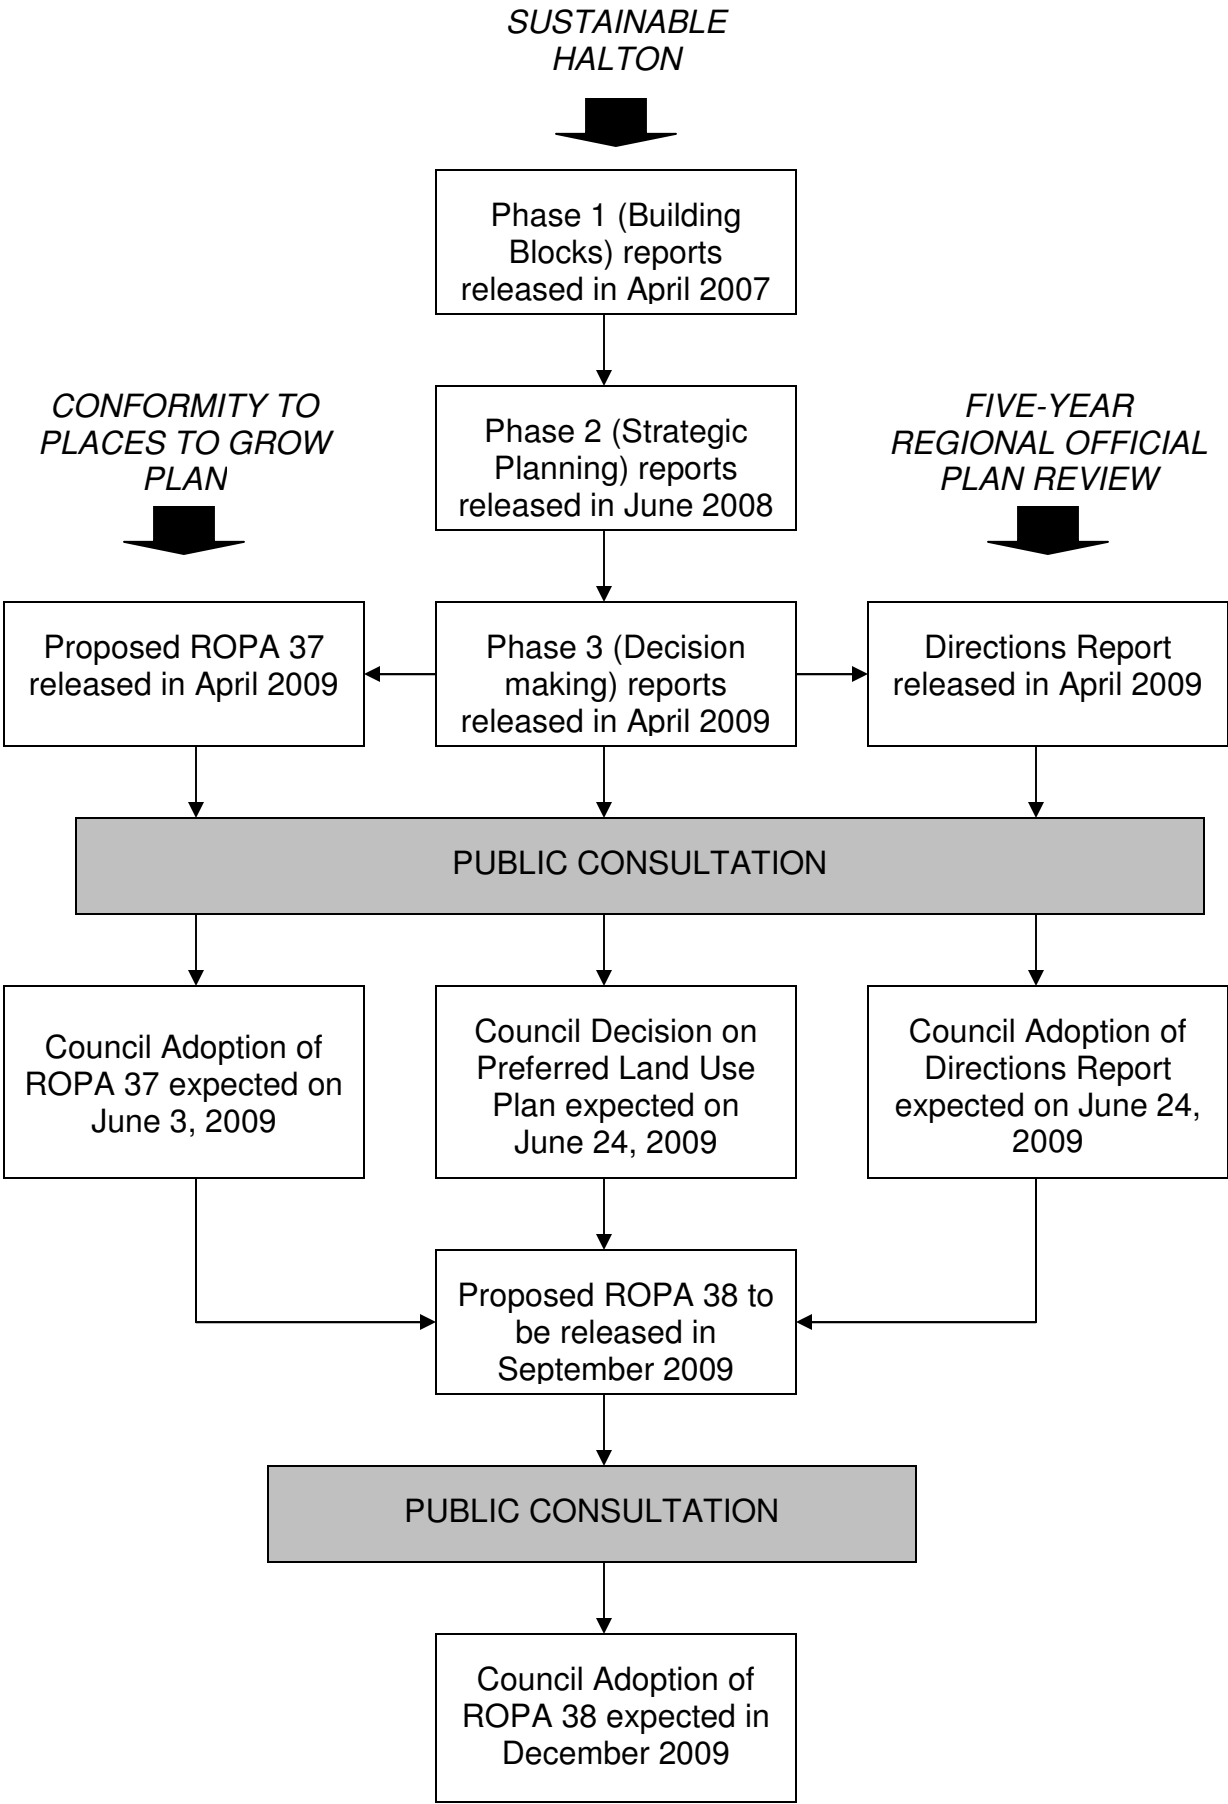 SUSTAINABLE
HALTON
Phase 1 (Building
Blocks) reports
released in April 2007
CONFORMITY TO
PLACES TO GROW
PLAN
Phase 2 (Strategic
Planning) reports
released in June 2008
FIVE-YEAR
REGIONAL OFFICIAL
PLAN REVIEW
Proposed ROPA 37
released in April 2009
Phase 3 (Decision
making) reports
released in April 2009
Directions Report
released in April 2009
PUBLIC CONSULTATION
Council Adoption of
ROPA 37 expected on
June 3, 2009
Council Decision on
Preferred Land Use
Plan expected on
June 24, 2009
Council Adoption of
Directions Report
expected on June 24,
2009
Proposed ROPA 38 to
be released in
September 2009
PUBLIC CONSULTATION
Council Adoption of
ROPA 38 expected in
December 2009